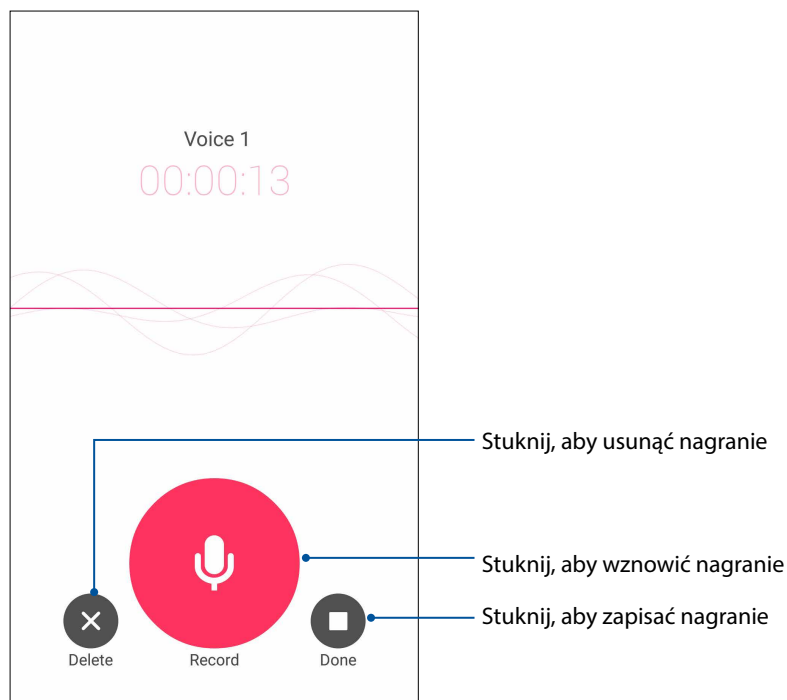 Voice 1
00:00:13
Stuknij, aby usunąć nagranie
Stuknij, aby wznowić nagranie
Stuknij, aby zapisać nagranie
Delete
Record
Done